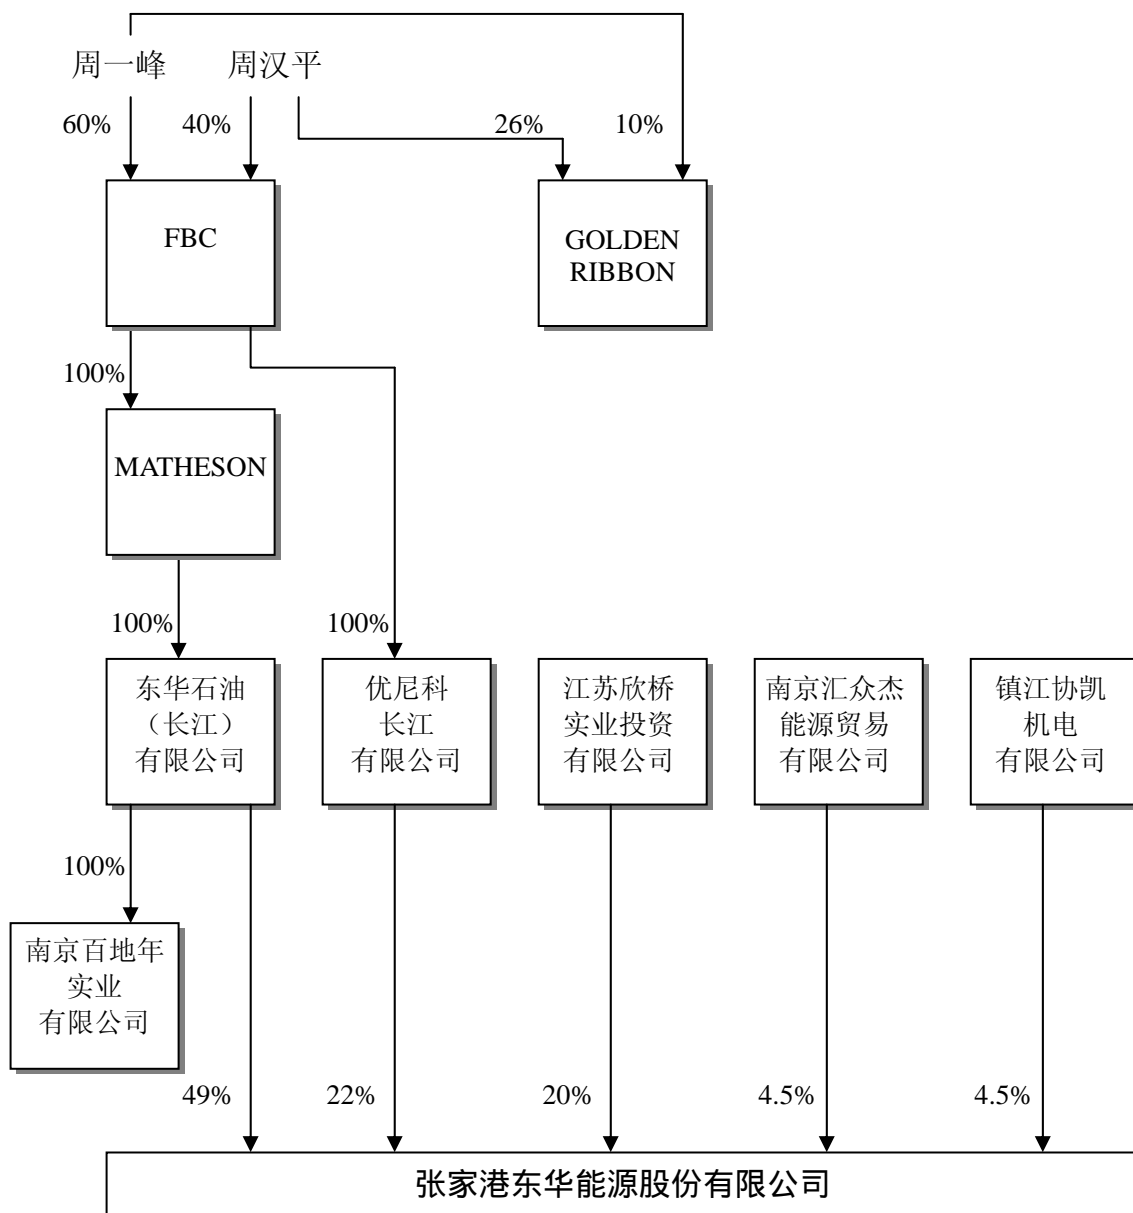 周一峰
周汉平
60%
40%
26%
10%
FBC
GOLDEN
RIBBON
100%
MATHESON
100%
100%
东华石油
（长江）
有限公司
优尼科
长江
有限公司
江苏欣桥
实业投资
有限公司
南京汇众杰
能源贸易
有限公司
镇江协凯
机电
有限公司
100%
南京百地年
实业
有限公司
49%
22%
20%
4.5%
4.5%
张家港东华能源股份有限公司